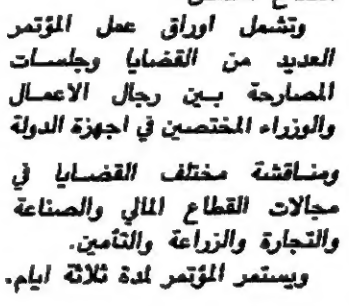 وتشمل اوراق عمل المؤتمر
العديد من القضايا وجلسات
المصارحة بين رجال الاعمال
والوزراء المختصين في اجهزة الدولة
ومناقشة مختلف القضايا في
مجالات القطاع المالي والصناعة
والتجارة والزراعة والتأمين.
ويستمر المؤتمر لمدة ثلاثة ايام.